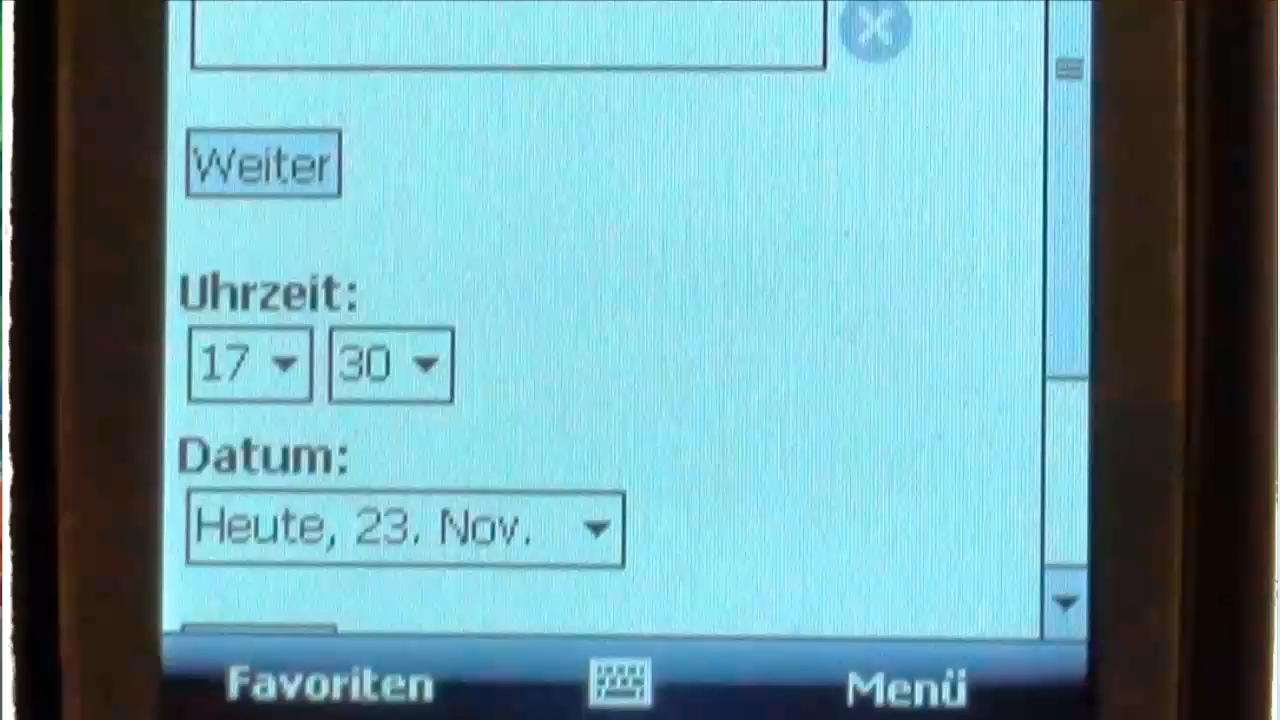 Weiter
Uhrzeit:
17 30
Datum:
Heute, 23. Nov.
Favoriten Menü